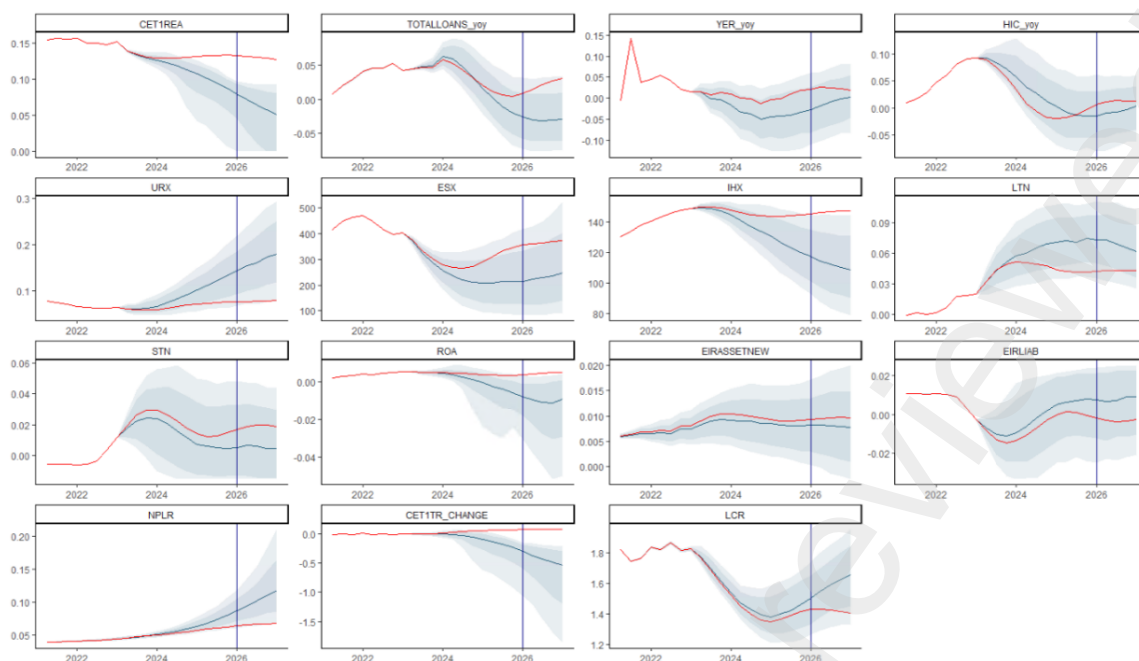 CET1REA
TOTALLOANS_yoy
YER_yoy
HIC_yoy
0.15
0.10
0.05
0.00
2022 2024 2026
0.05
0.00
-0.05
2022 2024 2026
0.15
0.10
0.05
0.00
-0.05
-0.10
2022 2024 2026
0.10
0.05
0.00
-0.05
2022 2024 2026
URX
ESX
IHX
LTN
0.3
0.2
0.1
2022 2024 2026
500
400
300
200
100
2022 2024 2026
140
120
100
80
2022 2024 2026
0.09
0.06
0.03
0.00
2022 2024 2026
STN
ROA
EIRASSETNEW
EIRLIAB
0.06
0.04
0.02
0.00
2022 2024 2026
0.00
-0.02
-0.04
2022 2024 2026
0.020
0.015
0.010
0.005
0.000
2022 2024 2026
0.02
0.00
-0.02
2022 2024 2026
NPLR
CET1TR_CHANGE
LCR
0.20
0.15
0.10
0.05
2022 2024 2026
0.0
-0.5
-1.0
-1.5
2022 2024 2026
1.8
1.6
1.4
1.2
2022 2024 2026
review